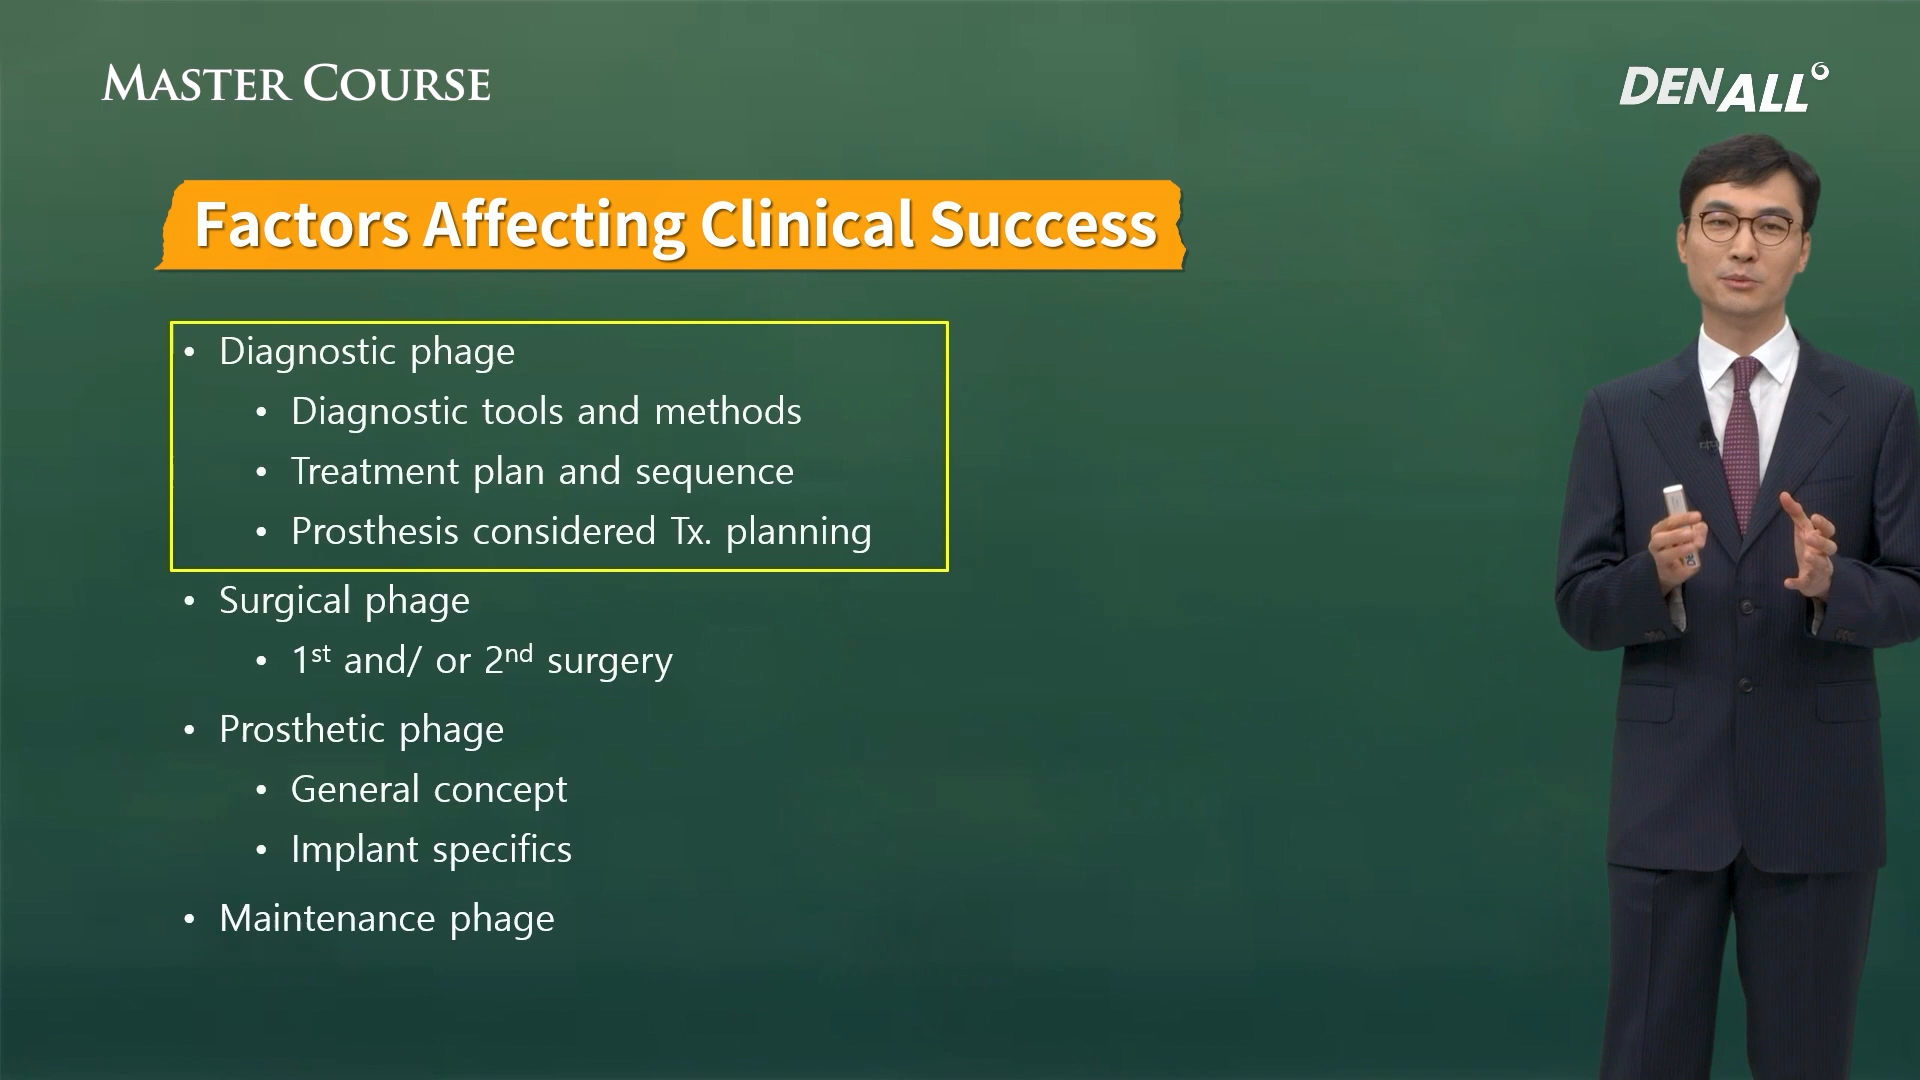 MASTER COURSE
DENALL
Factors Affecting Clinical Success
• Diagnostic phage
• Diagnostic tools and methods
• Treatment plan and sequence
• Prosthesis considered Tx. planning
• Surgical phage
• 1st and/ or 2nd surgery
• Prosthetic phage
• General concept
• Implant specifics
• Maintenance phage